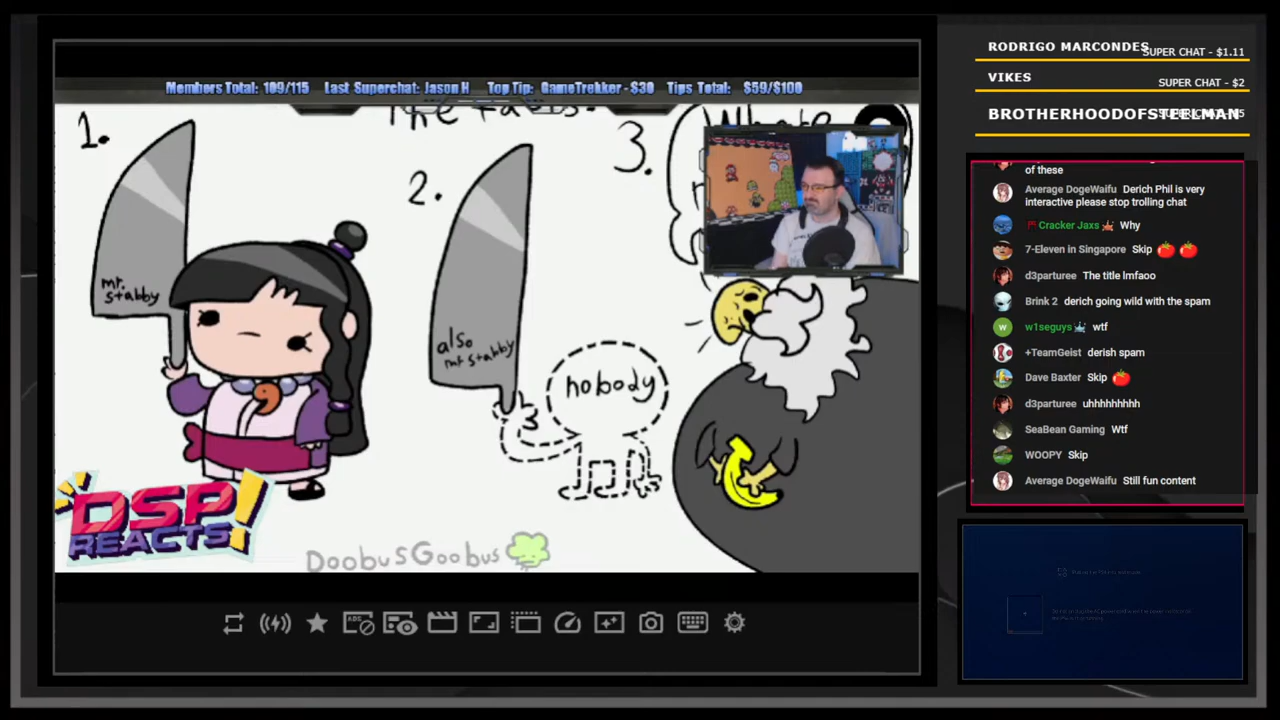 Members Total: 109/115 Last Superchat: Jason H Top Tip: GameTrekker - $30 Tips Total: $59/$100
RODRIGO MARCONDES
SUPER CHAT - $1.11
VIKES
SUPER CHAT - $2
BROTHERHOODOFSTEELMAN
1.
2.
3.
mr.
stabby
also
mr stabby
nobody
DSP
REACTS!
DoobusGoobus
of these
Average DogeWaifu Derich Phil is very
interactive please stop trolling chat
Cracker Jaxs Why
7-Eleven in Singapore Skip
d3parturee The title lmfaoo
Brink 2 derich going wild with the spam
w1seguys wtf
+TeamGeist derish spam
Dave Baxter Skip
d3parturee uhhhhhhhh
SeaBean Gaming Wtf
WOOPY Skip
Average DogeWaifu Still fun content
ADS